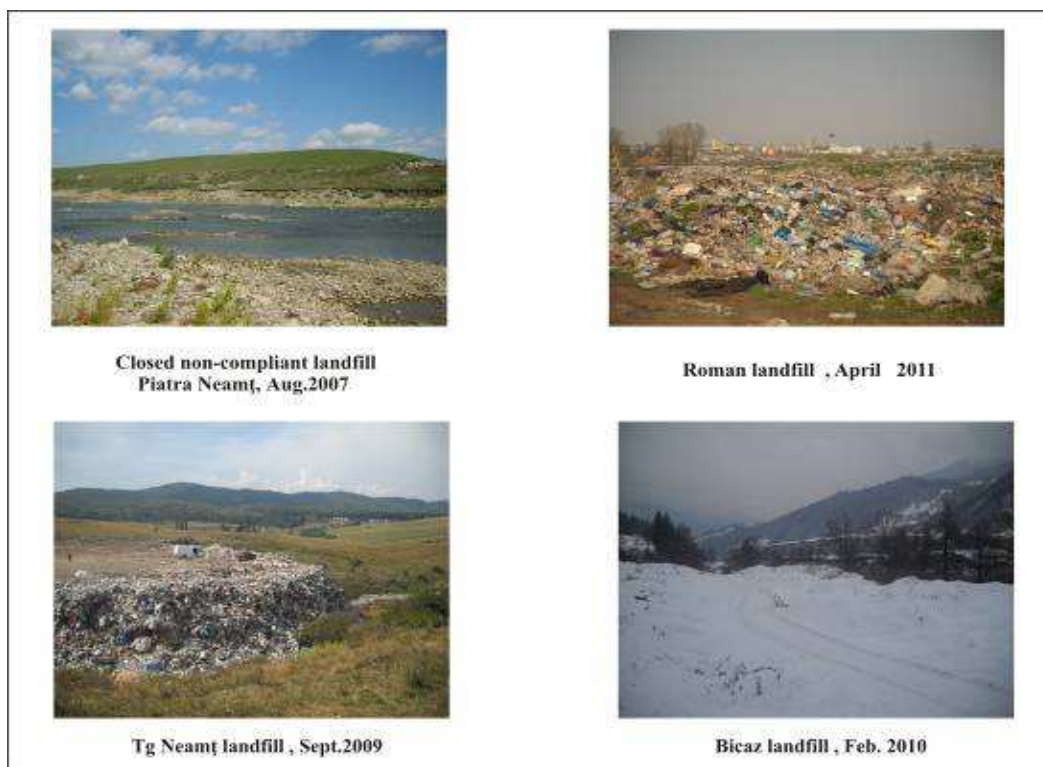 Closed non-compliant landfill
Piatra Neamţ, Aug.2007
Roman landfill , April 2011
Tg Neamţ landfill , Sept.2009
Bicaz landfill , Feb. 2010